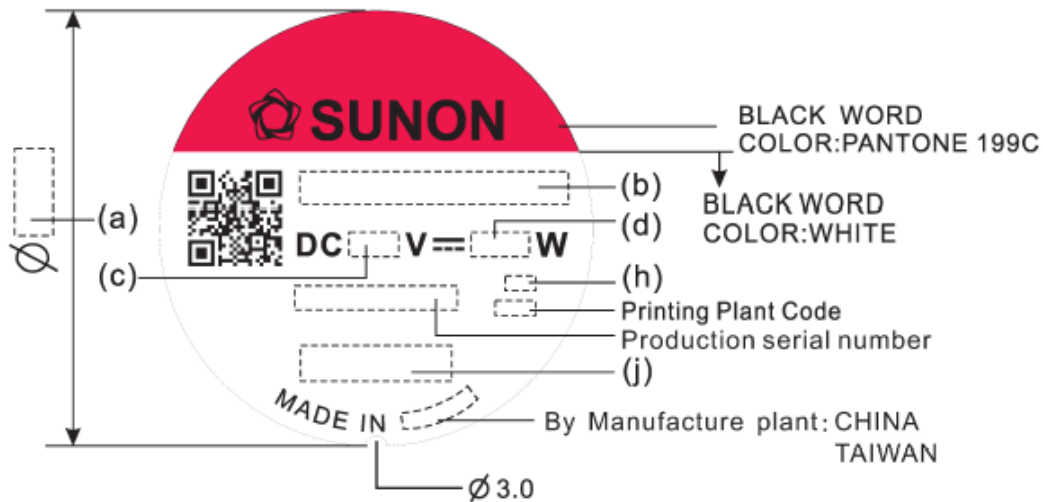 SUNON
BLACK WORD
COLOR:PANTONE 199C
(b)
BLACK WORD
COLOR:WHITE
(a)
(d)
DC V W
(c)
(h)
Printing Plant Code
Production serial number
(j)
MADE IN
By Manufacture plant: CHINA
TAIWAN
Ø
Ø 3.0